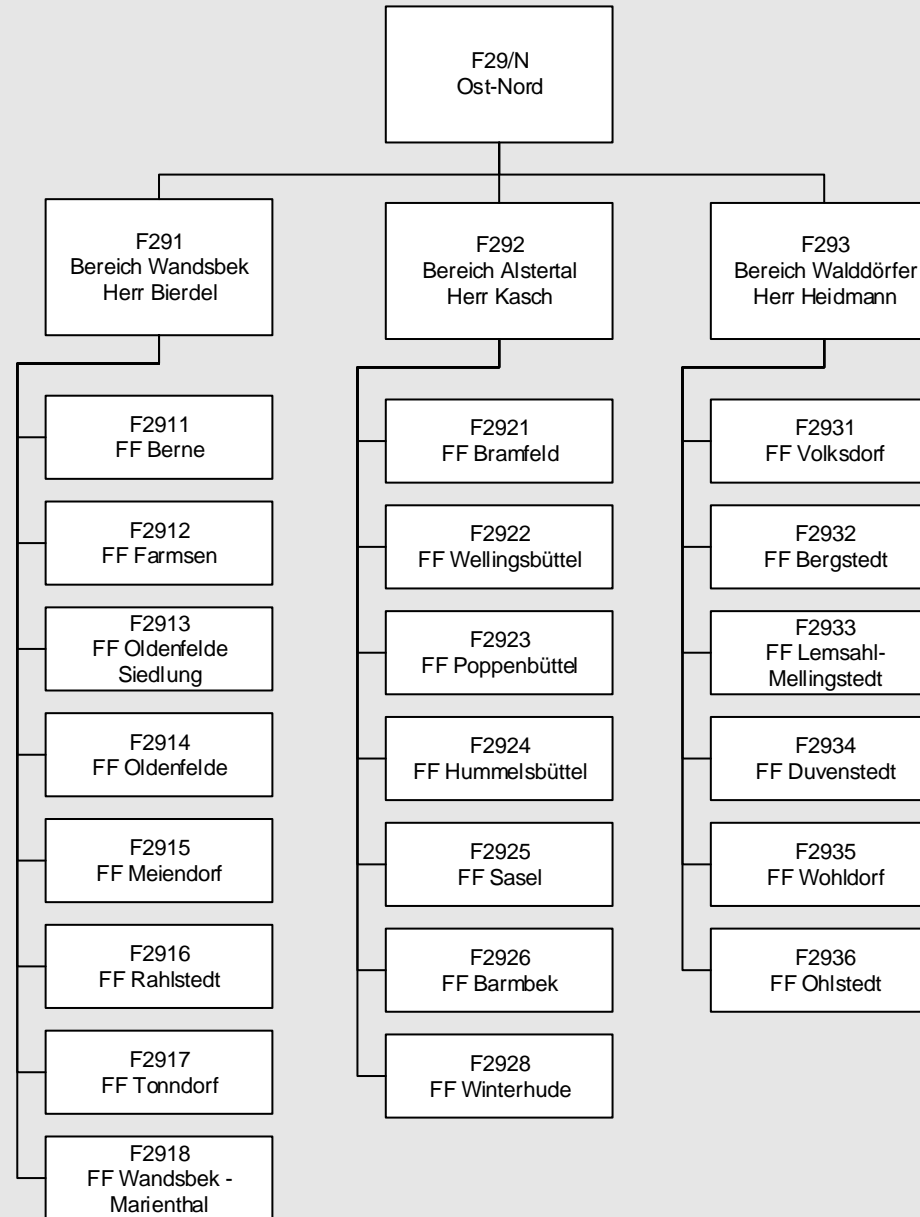 F29/N
Ost-Nord
F291
Bereich Wandsbek
Herr Bierdel
F2911
FF Berne
F2912
FF Farmsen
F2913
FF Oldenfelde
Siedlung
F2914
FF Oldenfelde
F2915
FF Meiendorf
F2916
FF Rahlstedt
F2917
FF Tonndorf
F2918
FF Wandsbek -
Marienthal
F292
Bereich Alstertal
Herr Kasch
F2921
FF Bramfeld
F2922
FF Wellingsbüttel
F2923
FF Poppenbüttel
F2924
FF Hummelsbüttel
F2925
FF Sasel
F2926
FF Barmbek
F2928
FF Winterhude
F293
Bereich Walddörfer
Herr Heidmann
F2931
FF Volksdorf
F2932
FF Bergstedt
F2933
FF Lemsahl-
Mellingstedt
F2934
FF Duvenstedt
F2935
FF Wohldorf
F2936
FF Ohlstedt